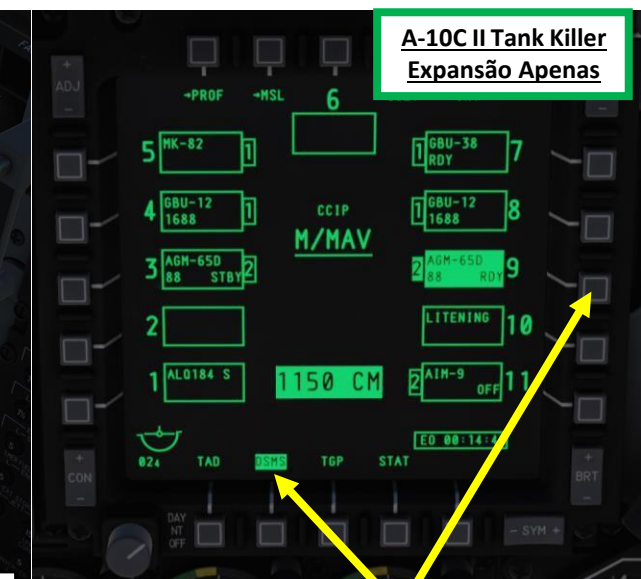 A-10C II Tank Killer
Expansão Apenas
+
ADJ
-
→PROF →MSL
6
5 MK-82 1
1 GBU-38 7
RDY
4 GBU-12 1
1688
CCIP
1 GBU-12 8
1688
M/MAV
3 AGM-65D 2
88 STBY
2 AGM-65D 9
88 RDY
2
LITENING 10
1 ALQ184 S
1150 CM
2 AIM-9 11
OFF
EO 00:14:4
024 TAD DSMS TGP STAT
+
CON
-
+
BRT
-
DAY
NT
OFF
- SYM +